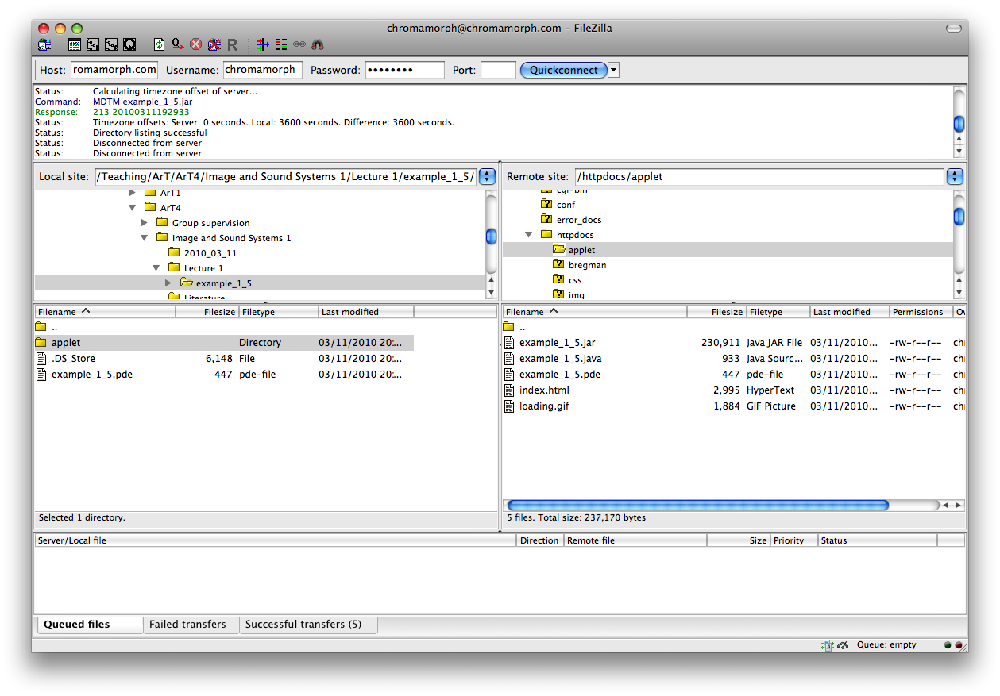 chromamorph@chromamorph.com – FileZilla
Host: romamorph.com Username: chromamorph Password: •••••••• Port: Quickconnect
Status: Calculating timezone offset of server...
Command: MDTM example_1_5.jar
Response: 213 20100311192933
Status: Timezone offsets: Server: 0 seconds. Local: 3600 seconds. Difference: 3600 seconds.
Status: Directory listing successful
Status: Disconnected from server
Status: Disconnected from server
Local site: /Teaching/ArT/ArT4/Image and Sound Systems 1/Lecture 1/example_1_5/
ArT1
ArT4
Group supervision
Image and Sound Systems 1
2010_03_11
Lecture 1
example_1_5
Literature
Remote site: /httpdocs/applet
cgi-bin
conf
error_docs
httpdocs
applet
bregman
css
img
Filename Filesize Filetype Last modified
..
applet Directory 03/11/2010 20:...
.DS_Store 6,148 File 03/11/2010 20:...
example_1_5.pde 447 pde-file 03/11/2010 20:...
Selected 1 directory.
Filename Filesize Filetype Last modified Permissions Ow
..
example_1_5.jar 230,911 Java JAR File 03/11/2010... -rw-r--r-- chr
example_1_5.java 933 Java Sourc... 03/11/2010... -rw-r--r-- chr
example_1_5.pde 447 pde-file 03/11/2010... -rw-r--r-- chr
index.html 2,995 HyperText 03/11/2010... -rw-r--r-- chr
loading.gif 1,884 GIF Picture 03/11/2010... -rw-r--r-- chr
5 files. Total size: 237,170 bytes
Server/Local file Direction Remote file Size Priority Status
Queued files Failed transfers Successful transfers (5)
Queue: empty